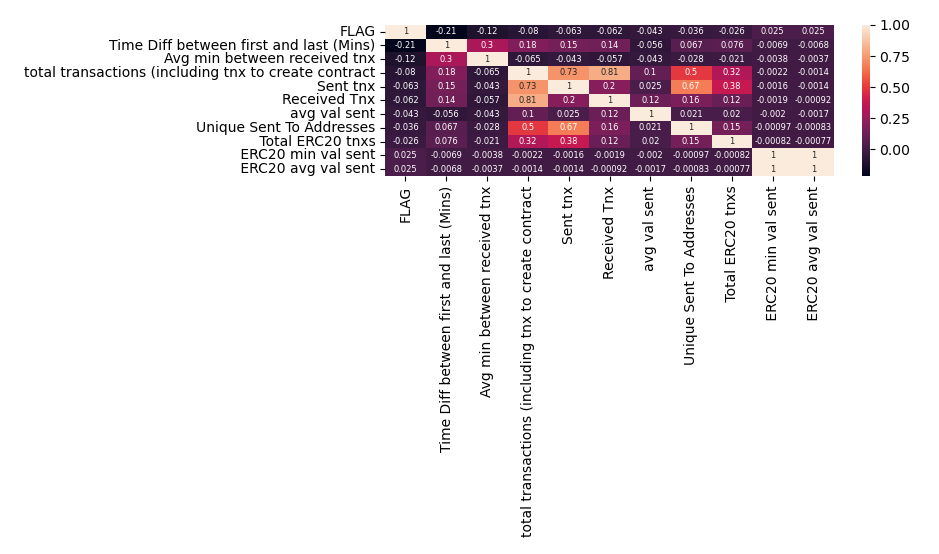 FLAG 1 -0.21 -0.12 -0.08 -0.063 -0.062 -0.043 -0.036 -0.026 0.025 0.025 1.00
Time Diff between first and last (Mins) -0.21 1 0.3 0.18 0.15 0.14 -0.056 0.067 0.076 -0.0069 -0.0068
Avg min between received tnx -0.12 0.3 1 -0.065 -0.043 -0.057 -0.043 -0.028 -0.021 -0.0038 -0.0037
0.75
total transactions (including tnx to create contract -0.08 0.18 -0.065 1 0.73 0.81 0.1 0.5 0.32 -0.0022 -0.0014
Sent tnx -0.063 0.15 -0.043 0.73 1 0.2 0.025 0.67 0.38 -0.0016 -0.0014
0.50
Received Tnx -0.062 0.14 -0.057 0.81 0.2 1 0.12 0.16 0.12 -0.0019 -0.00092
avg val sent -0.043 -0.056 -0.043 0.1 0.025 0.12 1 0.021 0.02 -0.002 -0.0017
0.25
Unique Sent To Addresses -0.036 0.067 -0.028 0.5 0.67 0.16 0.021 1 0.15 -0.00097 -0.00083
Total ERC20 tnxs -0.026 0.076 -0.021 0.32 0.38 0.12 0.02 0.15 1 -0.00082 -0.00077
0.00
ERC20 min val sent 0.025 -0.0069 -0.0038 -0.0022 -0.0016 -0.0019 -0.002 -0.00097 -0.00082 1 1
ERC20 avg val sent 0.025 -0.0068 -0.0037 -0.0014 -0.0014 -0.00092 -0.0017 -0.00083 -0.00077 1 1
FLAG
Time Diff between first and last (Mins)
Avg min between received tnx
total transactions (including tnx to create contract
Sent tnx
Received Tnx
avg val sent
Unique Sent To Addresses
Total ERC20 tnxs
ERC20 min val sent
ERC20 avg val sent